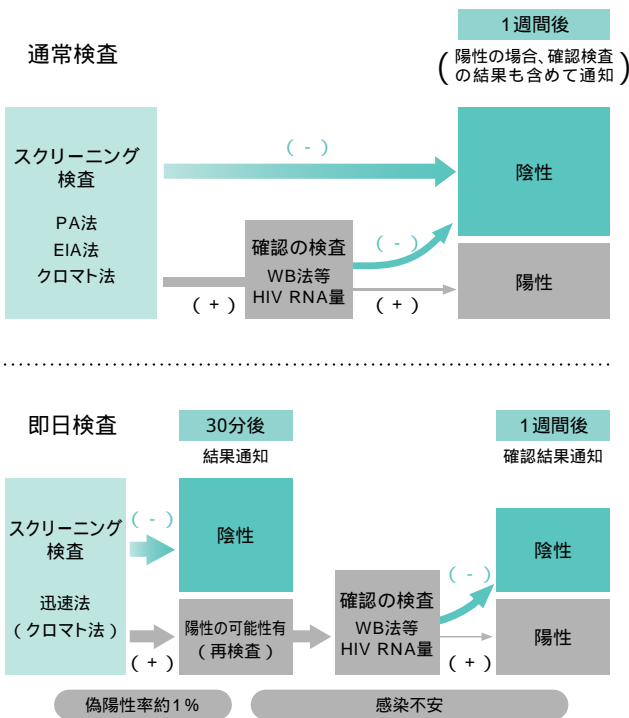 通常検査
1週間後
(陽性の場合、確認検査
の結果も含めて通知)
スクリーニング
検査
PA法
EIA法
クロマト法
(-)
陰性
確認の検査
WB法等
HIV RNA量
(-)
(+)
(+)
陽性
即日検査
30分後
結果通知
1週間後
確認結果通知
スクリーニング
検査
迅速法
(クロマト法)
(-)
陰性
(+)
陽性の可能性有
(再検査)
確認の検査
WB法等
HIV RNA量
(-)
陰性
(+)
陽性
偽陽性率約1%
感染不安